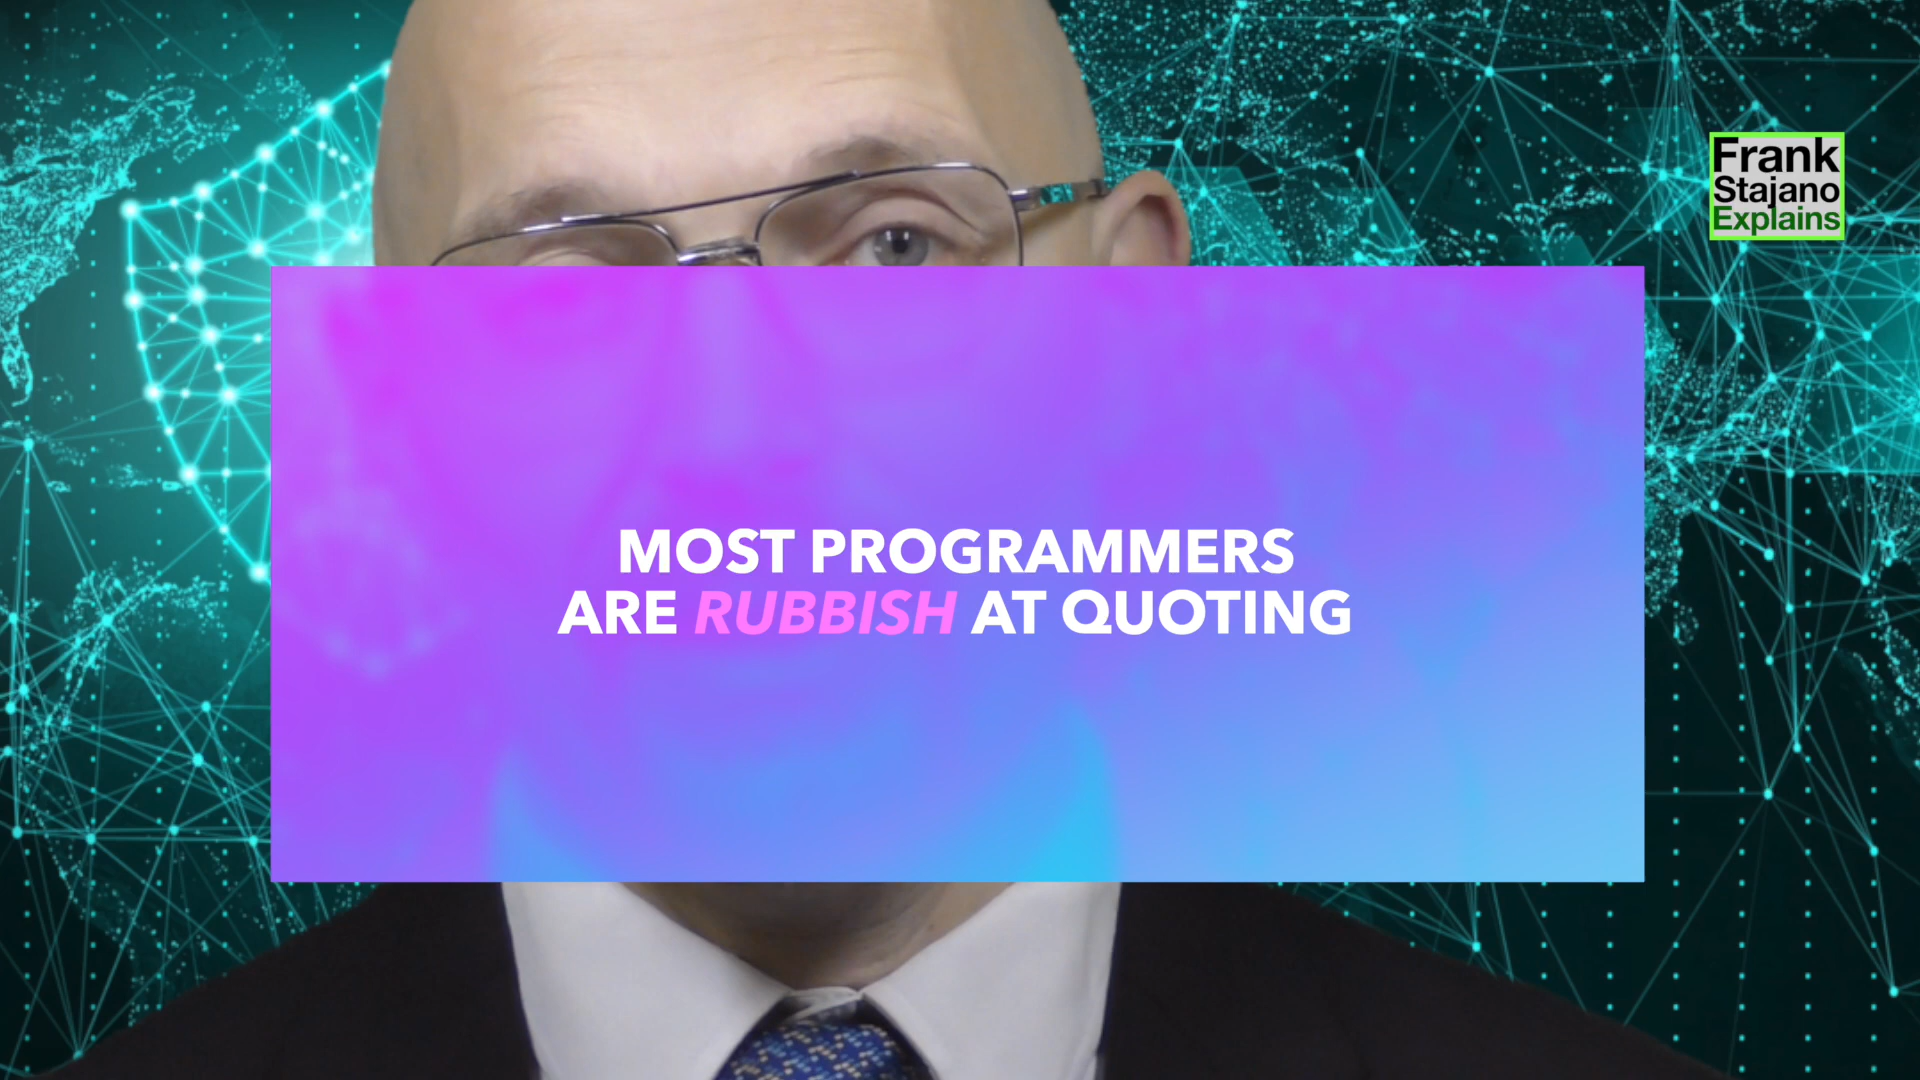 Frank
Stajano
Explains
MOST PROGRAMMERS
ARE RUBBISH AT QUOTING